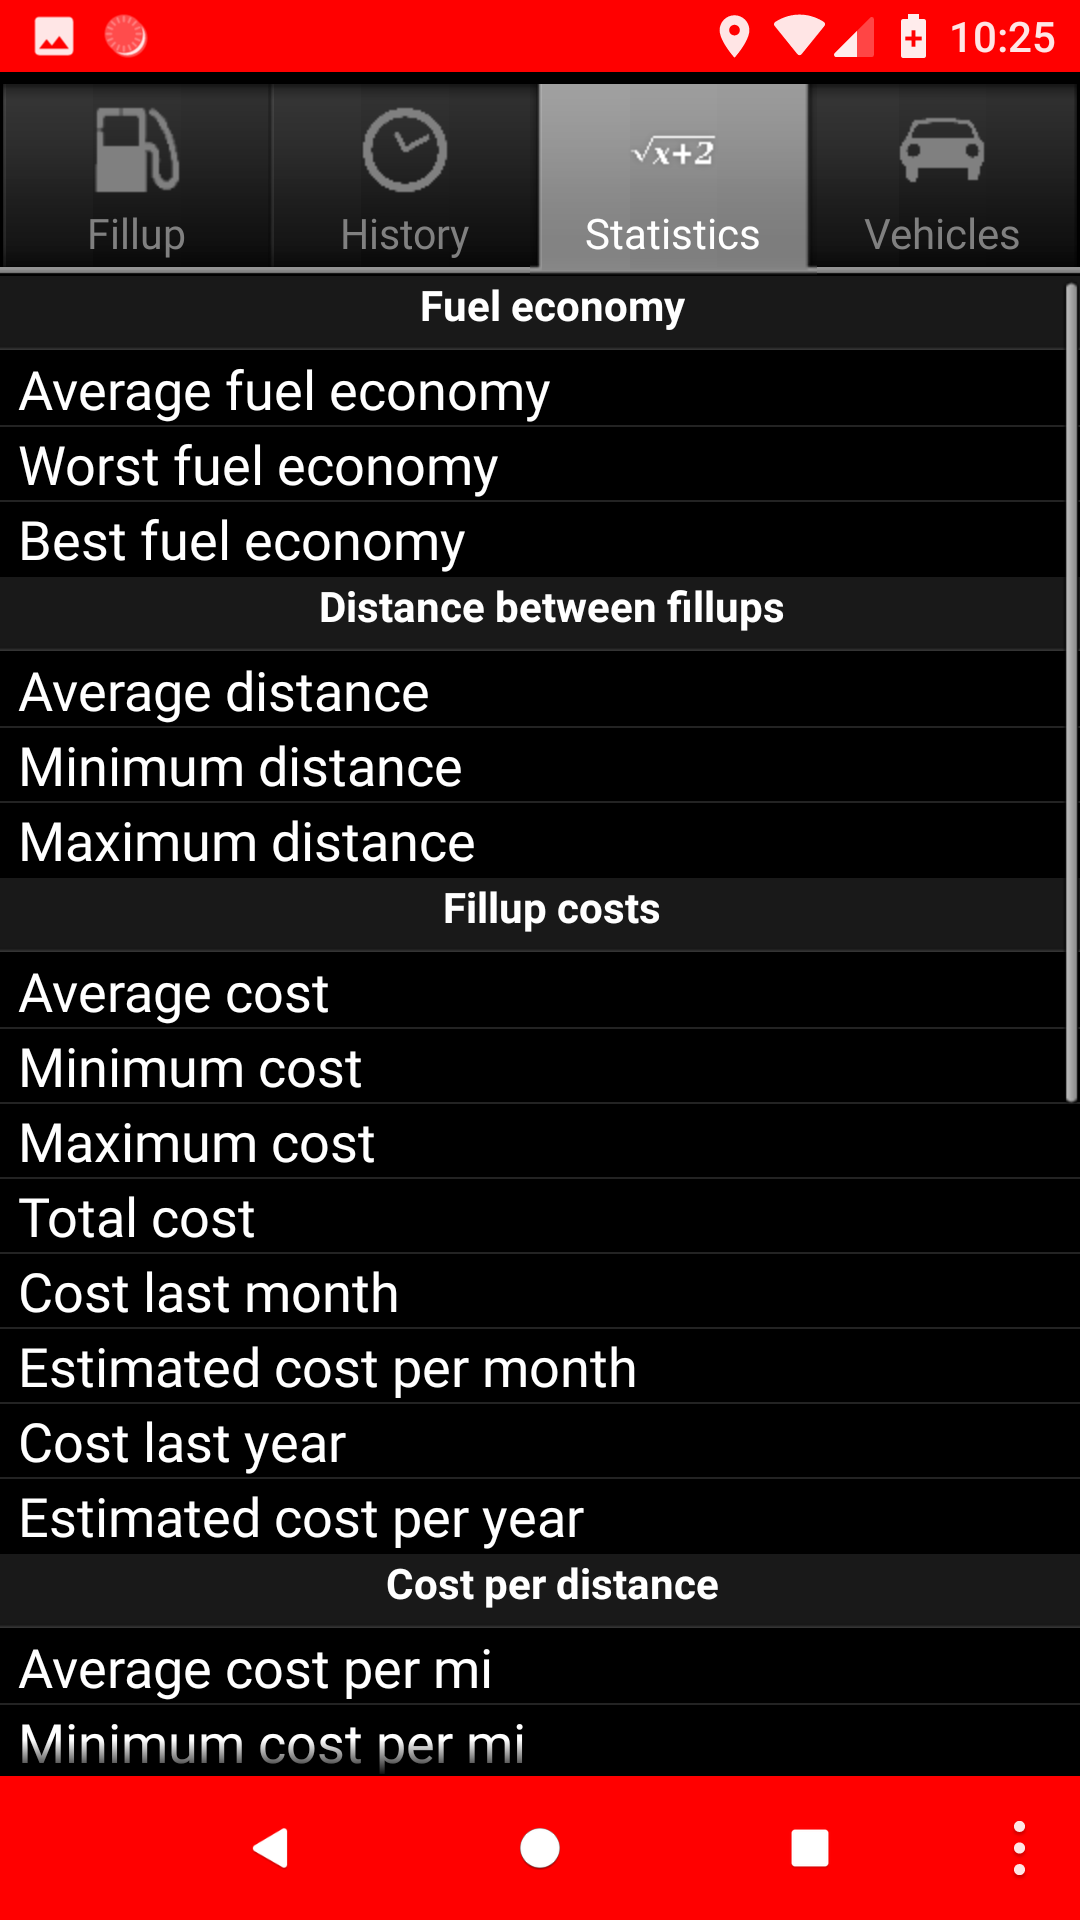 10:25
√x+2
Fillup
History
Statistics
Vehicles
Fuel economy
Average fuel economy
Worst fuel economy
Best fuel economy
Distance between fillups
Average distance
Minimum distance
Maximum distance
Fillup costs
Average cost
Minimum cost
Maximum cost
Total cost
Cost last month
Estimated cost per month
Cost last year
Estimated cost per year
Cost per distance
Average cost per mi
Minimum cost per mi